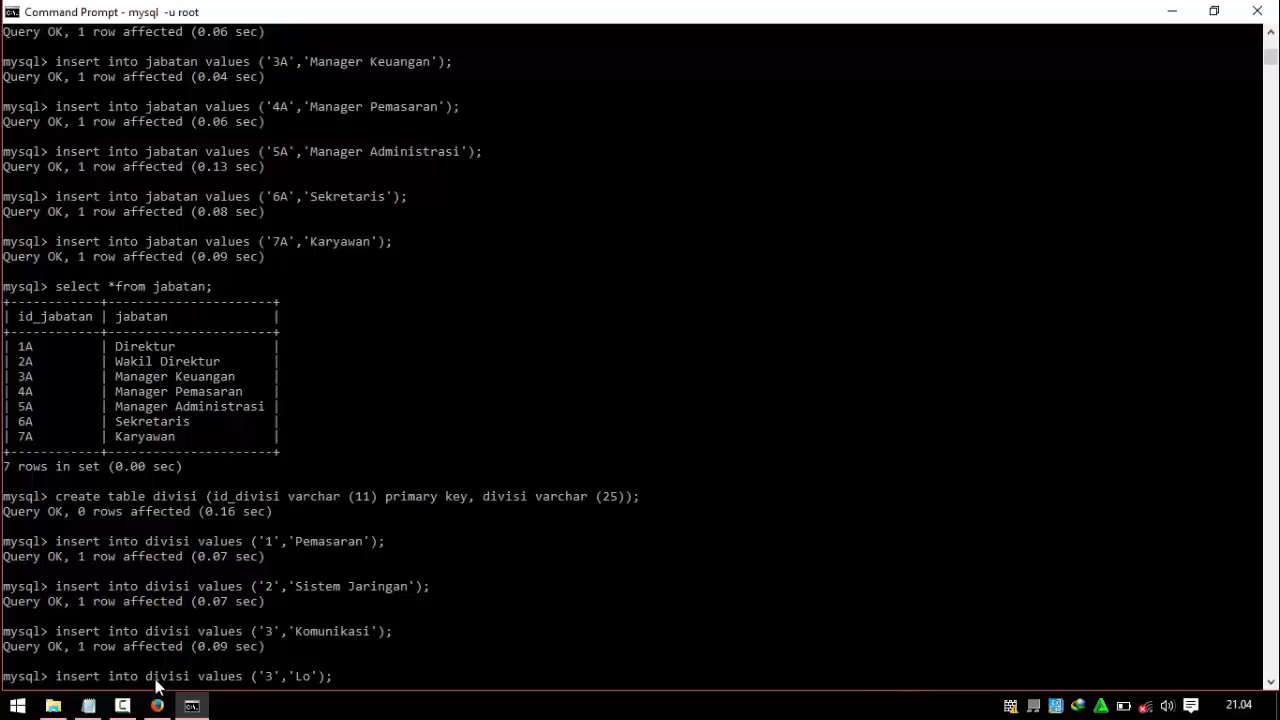 Command Prompt - mysql  -u root
Query OK, 1 row affected (0.06 sec)
mysql> insert into jabatan values ('3A','Manager Keuangan');
Query OK, 1 row affected (0.04 sec)
mysql> insert into jabatan values ('4A','Manager Pemasaran');
Query OK, 1 row affected (0.06 sec)
mysql> insert into jabatan values ('5A','Manager Administrasi');
Query OK, 1 row affected (0.13 sec)
mysql> insert into jabatan values ('6A','Sekretaris');
Query OK, 1 row affected (0.08 sec)
mysql> insert into jabatan values ('7A','Karyawan');
Query OK, 1 row affected (0.09 sec)
mysql> select *from jabatan;
+------------+----------------------+
| id_jabatan | jabatan              |
+------------+----------------------+
| 1A         | Direktur             |
| 2A         | Wakil Direktur       |
| 3A         | Manager Keuangan     |
| 4A         | Manager Pemasaran    |
| 5A         | Manager Administrasi |
| 6A         | Sekretaris           |
| 7A         | Karyawan             |
+------------+----------------------+
7 rows in set (0.00 sec)
mysql> create table divisi (id_divisi varchar (11) primary key, divisi varchar (25));
Query OK, 0 rows affected (0.16 sec)
mysql> insert into divisi values ('1','Pemasaran');
Query OK, 1 row affected (0.07 sec)
mysql> insert into divisi values ('2','Sistem Jaringan');
Query OK, 1 row affected (0.07 sec)
mysql> insert into divisi values ('3','Komunikasi');
Query OK, 1 row affected (0.09 sec)
mysql> insert into divisi values ('3','Lo');
21.04